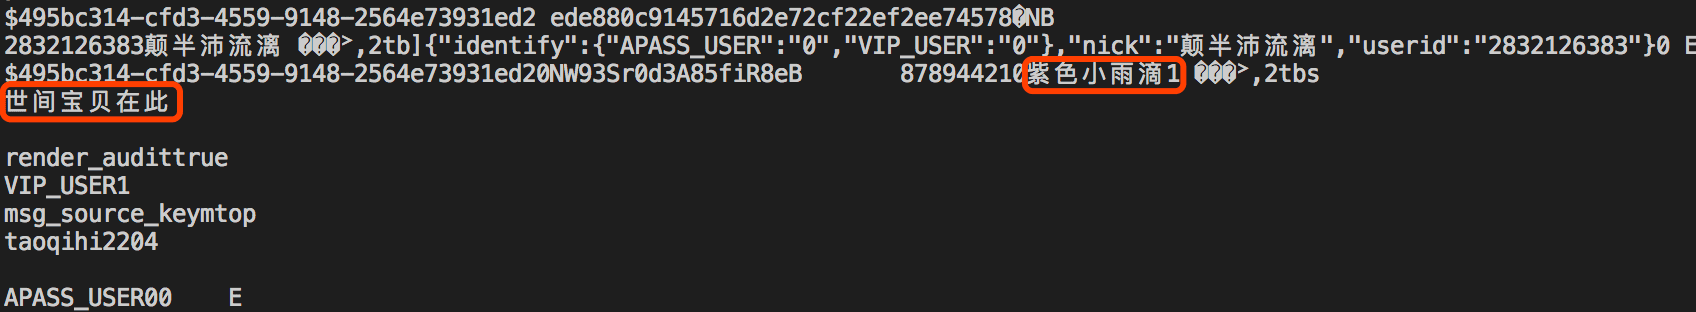 $495bc314-cfd3-4559-9148-2564e73931ed2 ede880c9145716d2e72cf22ef2ee74578�NB
2832126383颠半沛流漓 ���>,2tb]{"identify":{"APASS_USER":"0","VIP_USER":"0"},"nick":"颠半沛流漓","userid":"2832126383"}0 E
$495bc314-cfd3-4559-9148-2564e73931ed20NW93Sr0d3A85fiR8eB 878944210紫色小雨滴1 ���>,2tbs
世间宝贝在此
render_audittrue
VIP_USER1
msg_source_keymtop
taoqihi2204
APASS_USER00 E